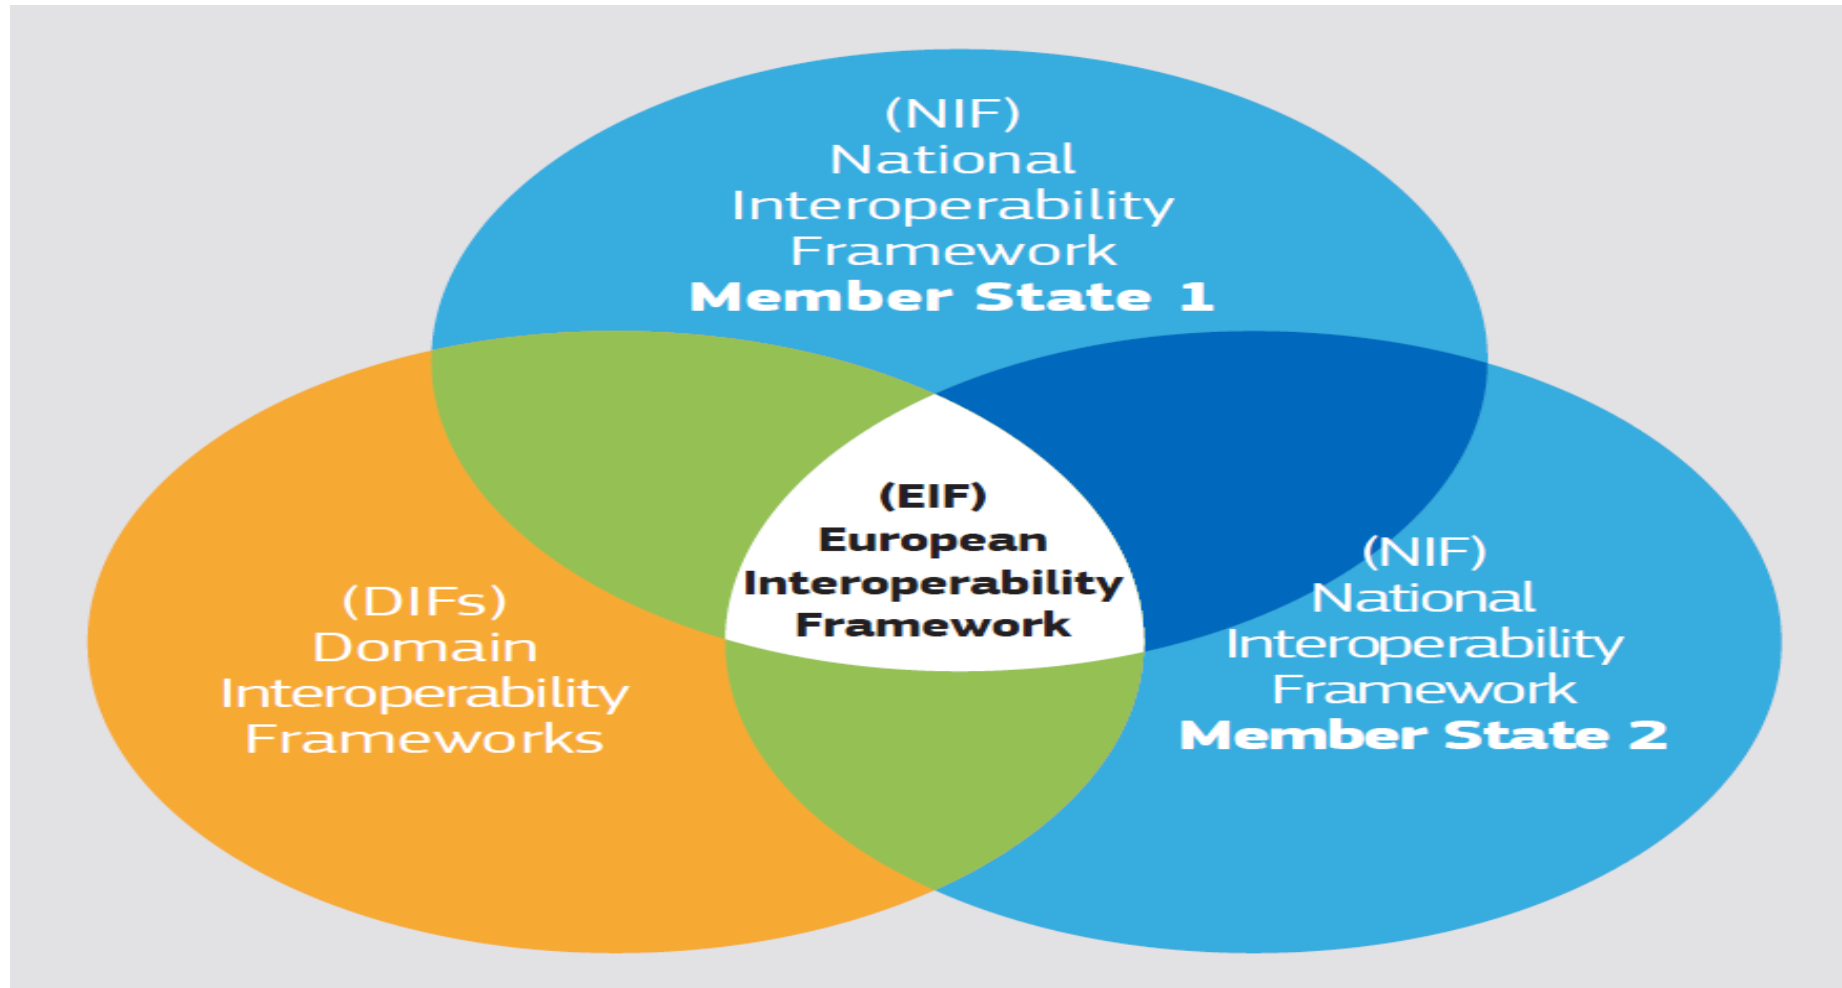 (NIF)
National
Interoperability
Framework
Member State 1
(EIF)
European
Interoperability
Framework
(DIFs)
Domain
Interoperability
Frameworks
(NIF)
National
Interoperability
Framework
Member State 2